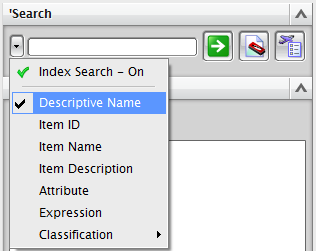 'Search
Index Search - On
Descriptive Name
Item ID
Item Name
Item Description
Attribute
Expression
Classification